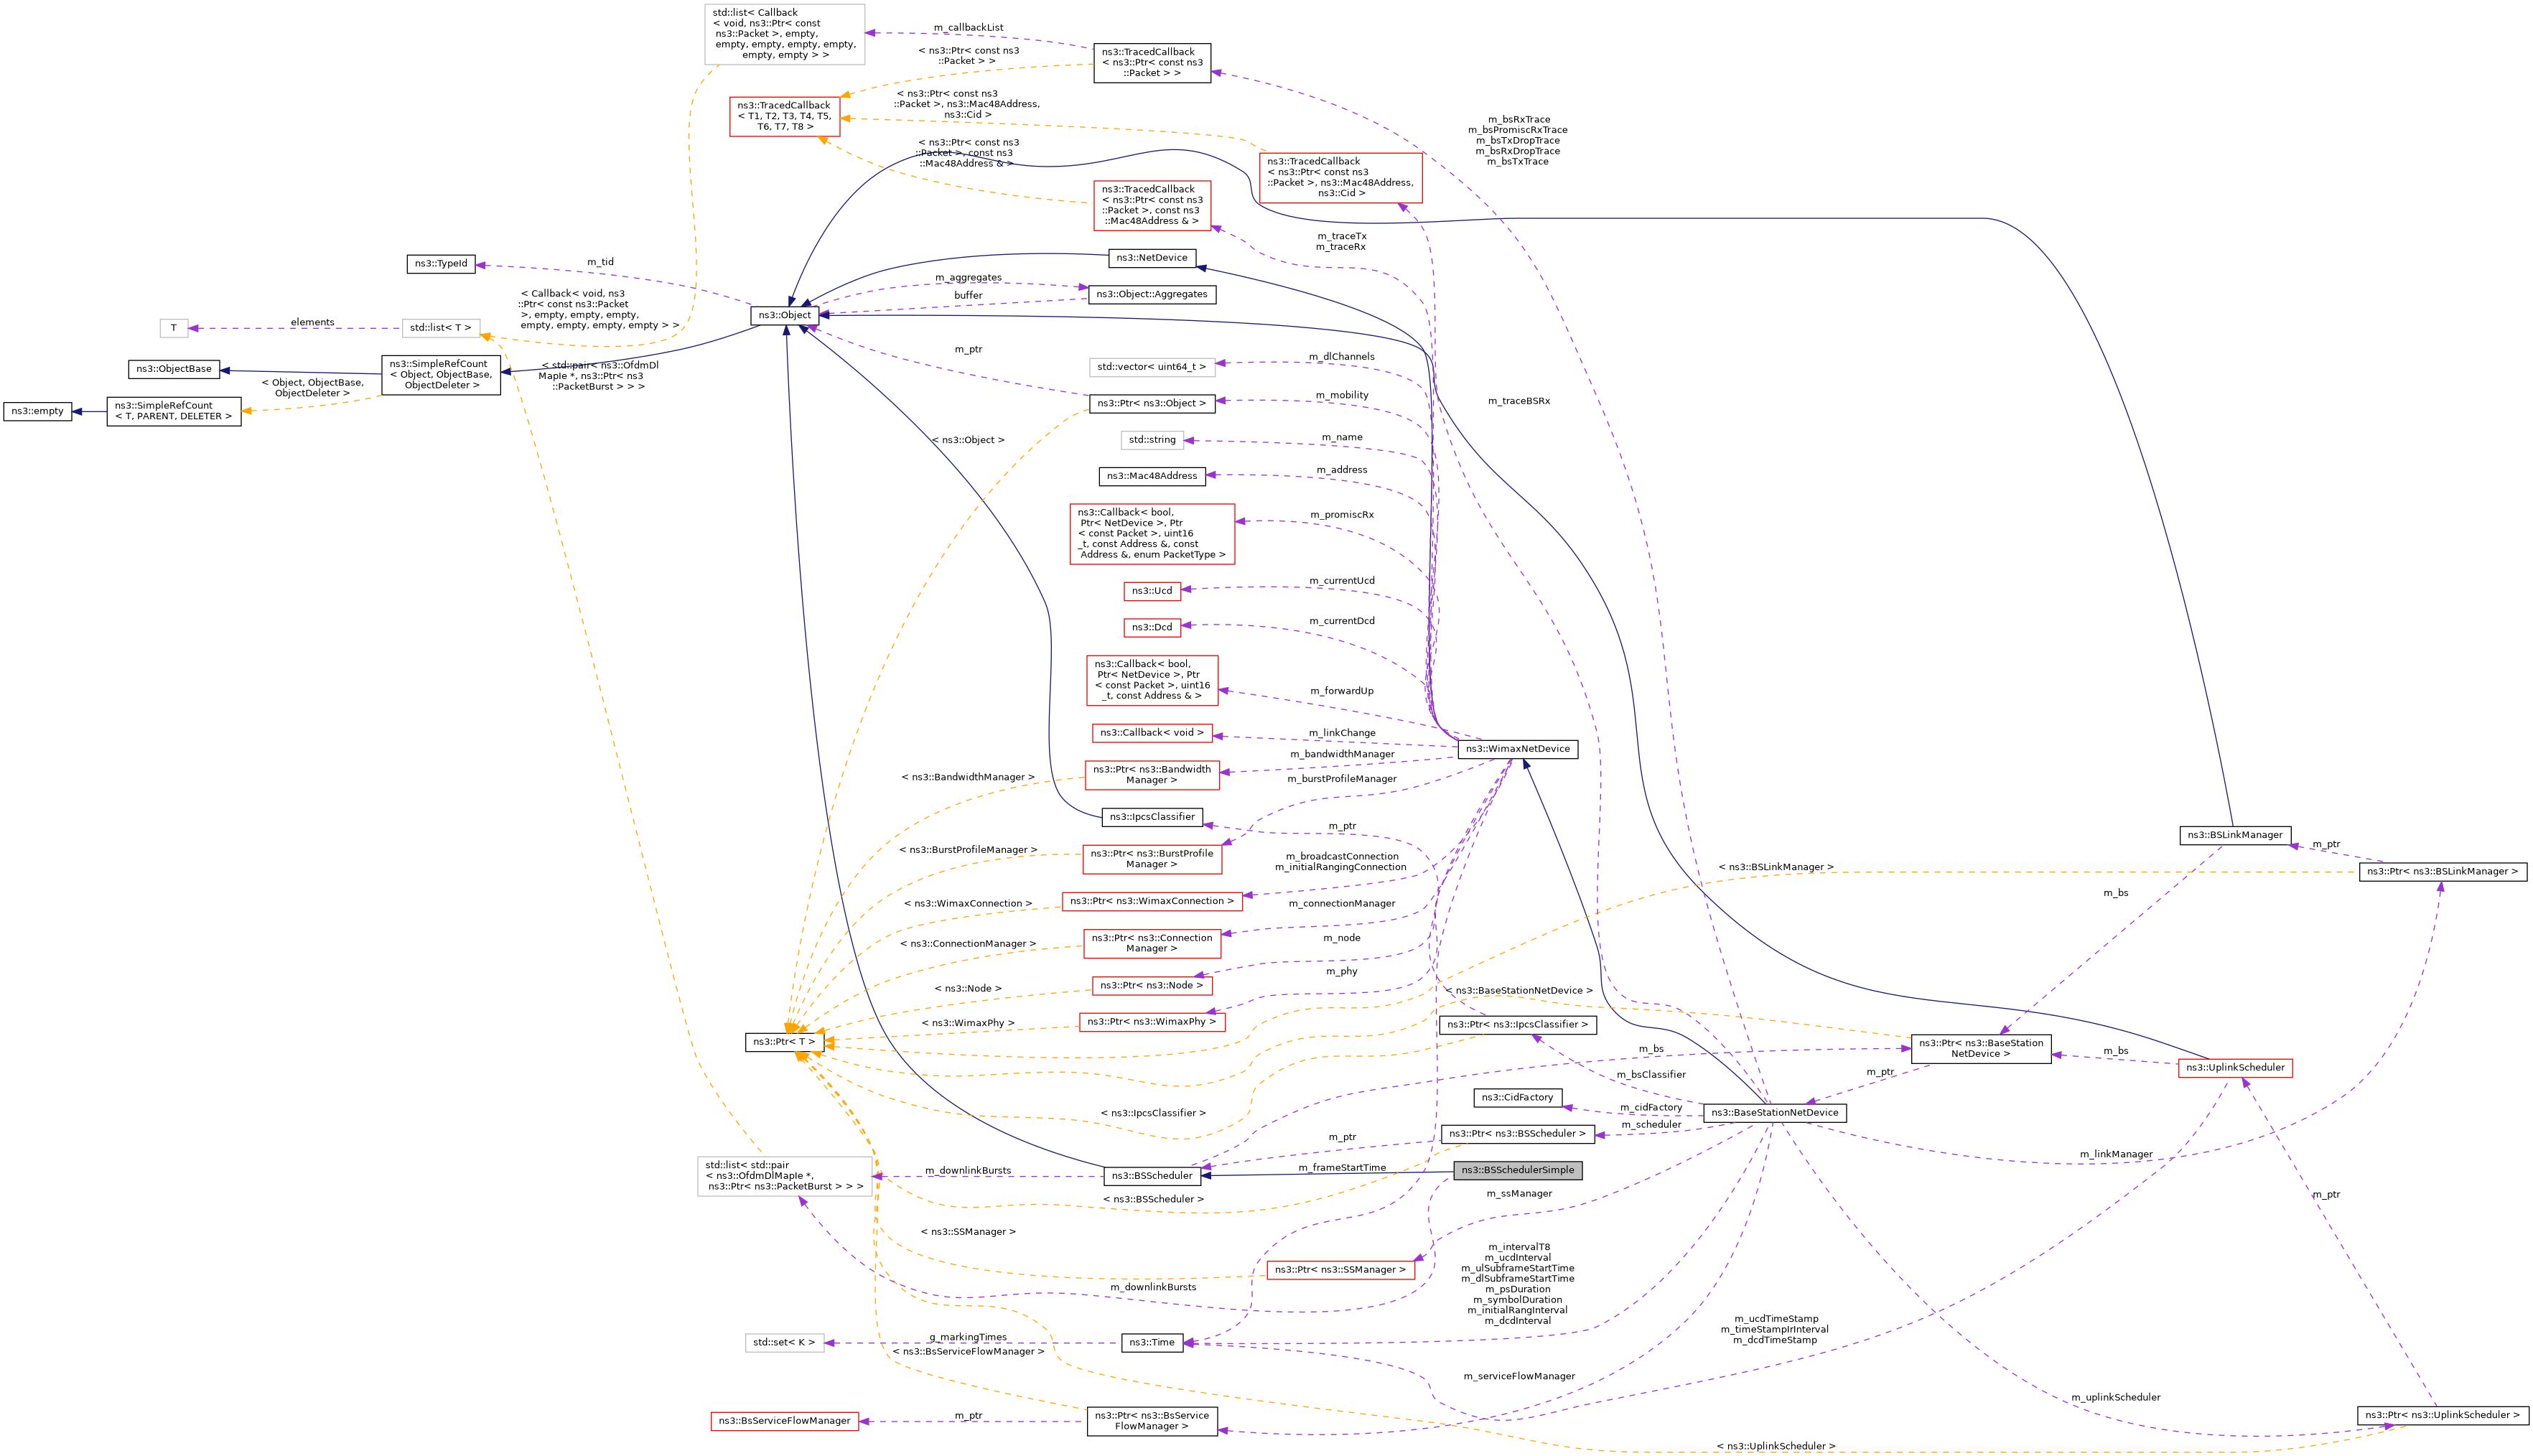 std::list< Callback
< void, ns3::Ptr< const
ns3::Packet >, empty,
empty, empty, empty, empty,
empty, empty > >
m_callbackList
ns3::TracedCallback
< ns3::Ptr< const ns3
::Packet > >
< ns3::Ptr< const ns3
::Packet > >
ns3::TracedCallback
< T1, T2, T3, T4, T5,
T6, T7, T8 >
< ns3::Ptr< const ns3
::Packet >, ns3::Mac48Address,
ns3::Cid >
m_bsRxTrace
m_bsPromiscRxTrace
m_bsTxDropTrace
m_bsRxDropTrace
m_bsTxTrace
< ns3::Ptr< const ns3
::Packet >, const ns3
::Mac48Address & >
ns3::TracedCallback
< ns3::Ptr< const ns3
::Packet >, ns3::Mac48Address,
ns3::Cid >
ns3::TracedCallback
< ns3::Ptr< const ns3
::Packet >, const ns3
::Mac48Address & >
m_traceTx
m_traceRx
ns3::TypeId
m_tid
ns3::NetDevice
m_aggregates
buffer
ns3::Object::Aggregates
< Callback< void, ns3
::Ptr< const ns3::Packet
>, empty, empty, empty,
empty, empty, empty, empty > >
ns3::Object
T
elements
std::list< T >
m_ptr
std::vector< uint64_t >
m_dlChannels
ns3::ObjectBase
ns3::SimpleRefCount
< Object, ObjectBase,
ObjectDeleter >
< std::pair< ns3::OfdmDl
MapIe *, ns3::Ptr< ns3
::PacketBurst > > >
< Object, ObjectBase,
ObjectDeleter >
ns3::empty
ns3::SimpleRefCount
< T, PARENT, DELETER >
ns3::Ptr< ns3::Object >
m_mobility
m_traceBSRx
< ns3::Object >
std::string
m_name
ns3::Mac48Address
m_address
ns3::Callback< bool,
Ptr< NetDevice >, Ptr
< const Packet >, uint16
_t, const Address &, const
Address &, enum PacketType >
m_promiscRx
ns3::Ucd
m_currentUcd
ns3::Dcd
m_currentDcd
ns3::Callback< bool,
Ptr< NetDevice >, Ptr
< const Packet >, uint16
_t, const Address & >
m_forwardUp
ns3::Callback< void >
m_linkChange
ns3::WimaxNetDevice
m_bandwidthManager
< ns3::BandwidthManager >
ns3::Ptr< ns3::Bandwidth
Manager >
m_burstProfileManager
ns3::IpcsClassifier
m_ptr
ns3::BSLinkManager
m_ptr
< ns3::BurstProfileManager >
ns3::Ptr< ns3::BurstProfile
Manager >
m_broadcastConnection
m_initialRangingConnection
< ns3::BSLinkManager >
ns3::Ptr< ns3::BSLinkManager >
m_bs
< ns3::WimaxConnection >
ns3::Ptr< ns3::WimaxConnection >
m_connectionManager
< ns3::ConnectionManager >
ns3::Ptr< ns3::Connection
Manager >
m_node
< ns3::Node >
ns3::Ptr< ns3::Node >
m_phy
< ns3::BaseStationNetDevice >
< ns3::WimaxPhy >
ns3::Ptr< ns3::WimaxPhy >
ns3::Ptr< ns3::IpcsClassifier >
ns3::Ptr< T >
m_bs
ns3::Ptr< ns3::BaseStation
NetDevice >
m_bs
ns3::UplinkScheduler
m_bsClassifier
m_ptr
ns3::CidFactory
m_cidFactory
ns3::BaseStationNetDevice
< ns3::IpcsClassifier >
m_scheduler
ns3::Ptr< ns3::BSScheduler >
m_ptr
m_linkManager
std::list< std::pair
< ns3::OfdmDlMapIe *,
ns3::Ptr< ns3::PacketBurst > > >
m_downlinkBursts
ns3::BSScheduler
m_frameStartTime
ns3::BSSchedulerSimple
< ns3::BSScheduler >
m_ssManager
m_ptr
< ns3::SSManager >
ns3::Ptr< ns3::SSManager >
m_downlinkBursts
m_intervalT8
m_ucdInterval
m_ulSubframeStartTime
m_dlSubframeStartTime
m_psDuration
m_symbolDuration
m_initialRangInterval
m_dcdInterval
m_ucdTimeStamp
m_timeStampIrInterval
m_dcdTimeStamp
std::set< K >
g_markingTimes
ns3::Time
< ns3::BsServiceFlowManager >
m_serviceFlowManager
m_uplinkScheduler
ns3::BsServiceFlowManager
m_ptr
ns3::Ptr< ns3::BsService
FlowManager >
ns3::Ptr< ns3::UplinkScheduler >
< ns3::UplinkScheduler >